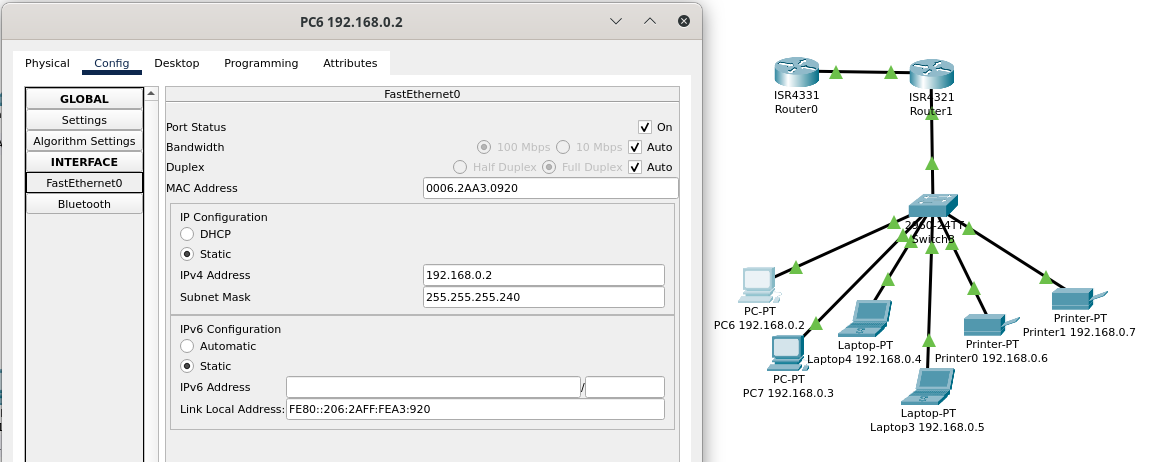 PC6 192.168.0.2
Physical Config Desktop Programming Attributes
GLOBAL
Settings
Algorithm Settings
INTERFACE
FastEthernet0
Bluetooth
FastEthernet0
Port Status On
Bandwidth 100 Mbps 10 Mbps Auto
Duplex Half Duplex Full Duplex Auto
MAC Address 0006.2AA3.0920
IP Configuration
DHCP
Static
IPv4 Address 192.168.0.2
Subnet Mask 255.255.255.240
IPv6 Configuration
Automatic
Static
IPv6 Address /
Link Local Address: FE80::206:2AFF:FEA3:920
ISR4331
Router0
ISR4321
Router1
2960-24TT
Switch3
PC-PT
PC6 192.168.0.2
PC-PT
PC7 192.168.0.3
Laptop-PT
Laptop4 192.168.0.4
Laptop-PT
Laptop3 192.168.0.5
Printer-PT
Printer0 192.168.0.6
Printer-PT
Printer1 192.168.0.7